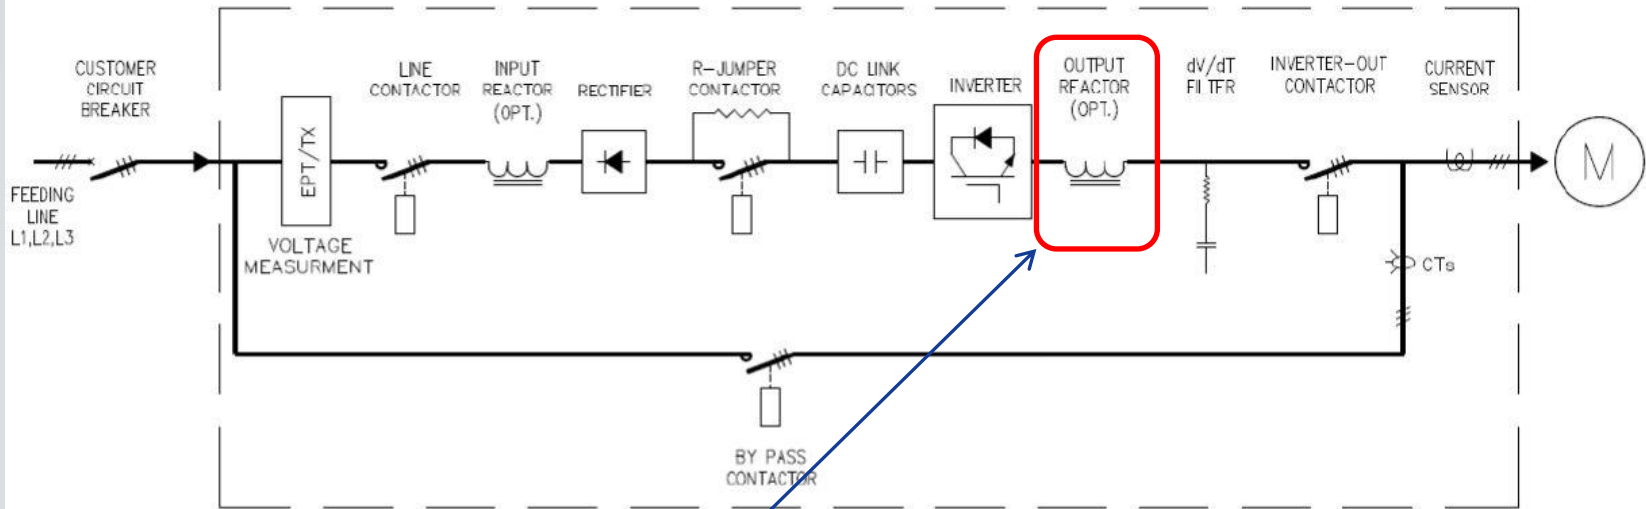 CUSTOMER
CIRCUIT
BREAKER
FEEDING
LINE
L1,L2,L3
EPT/TX
VOLTAGE
MEASURMENT
LINE
CONTACTOR
INPUT
REACTOR
(OPT.)
RECTIFIER
R-JUMPER
CONTACTOR
DC LINK
CAPACITORS
INVERTER
OUTPUT
REACTOR
(OPT.)
dV/dT
FILTER
INVERTER-OUT
CONTACTOR
CURRENT
SENSOR
M
CTs
BY PASS
CONTACTOR